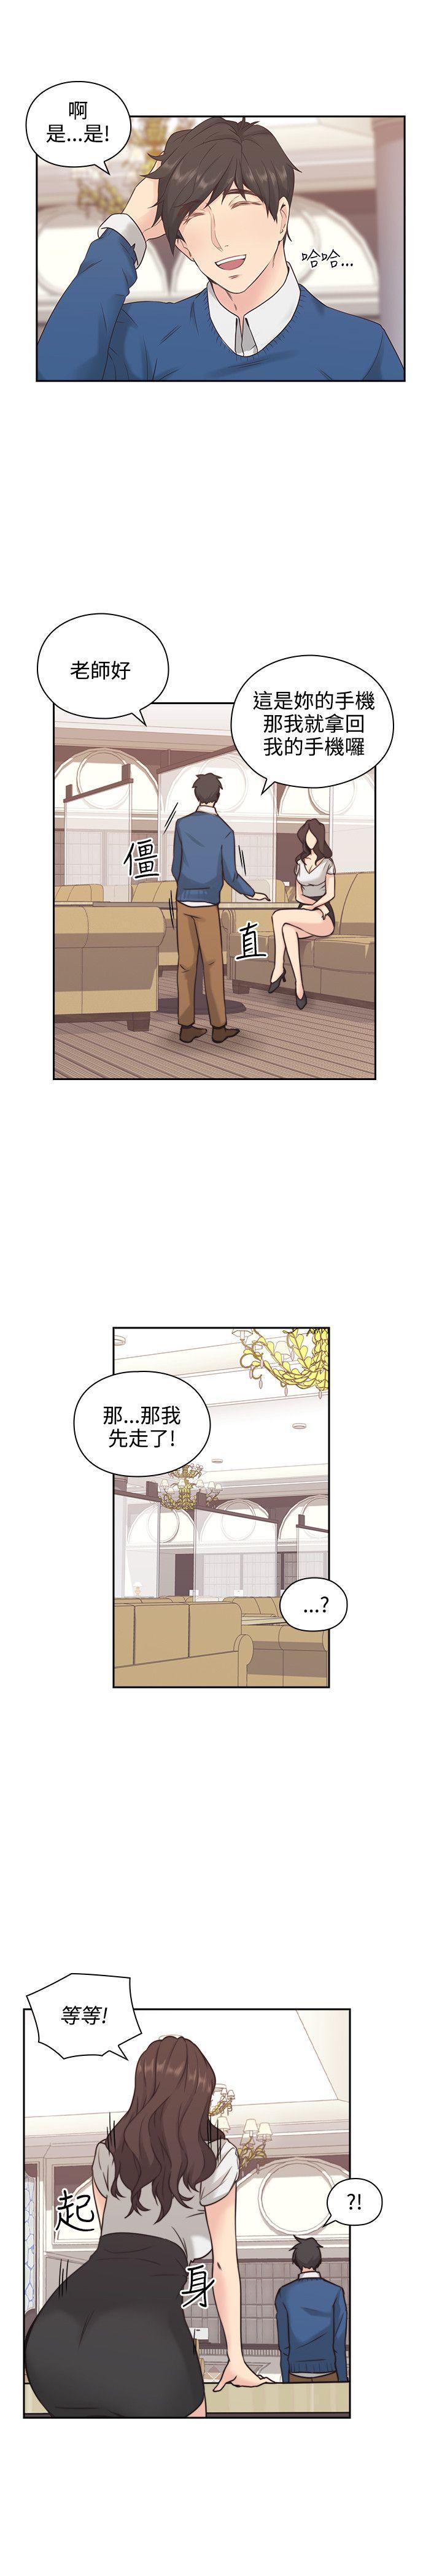 啊
是...是!
哈哈...
老師好
這是妳的手機
那我就拿回
我的手機囉
僵
直
那...那我
先走了!
...?
等等!
?!
起
身